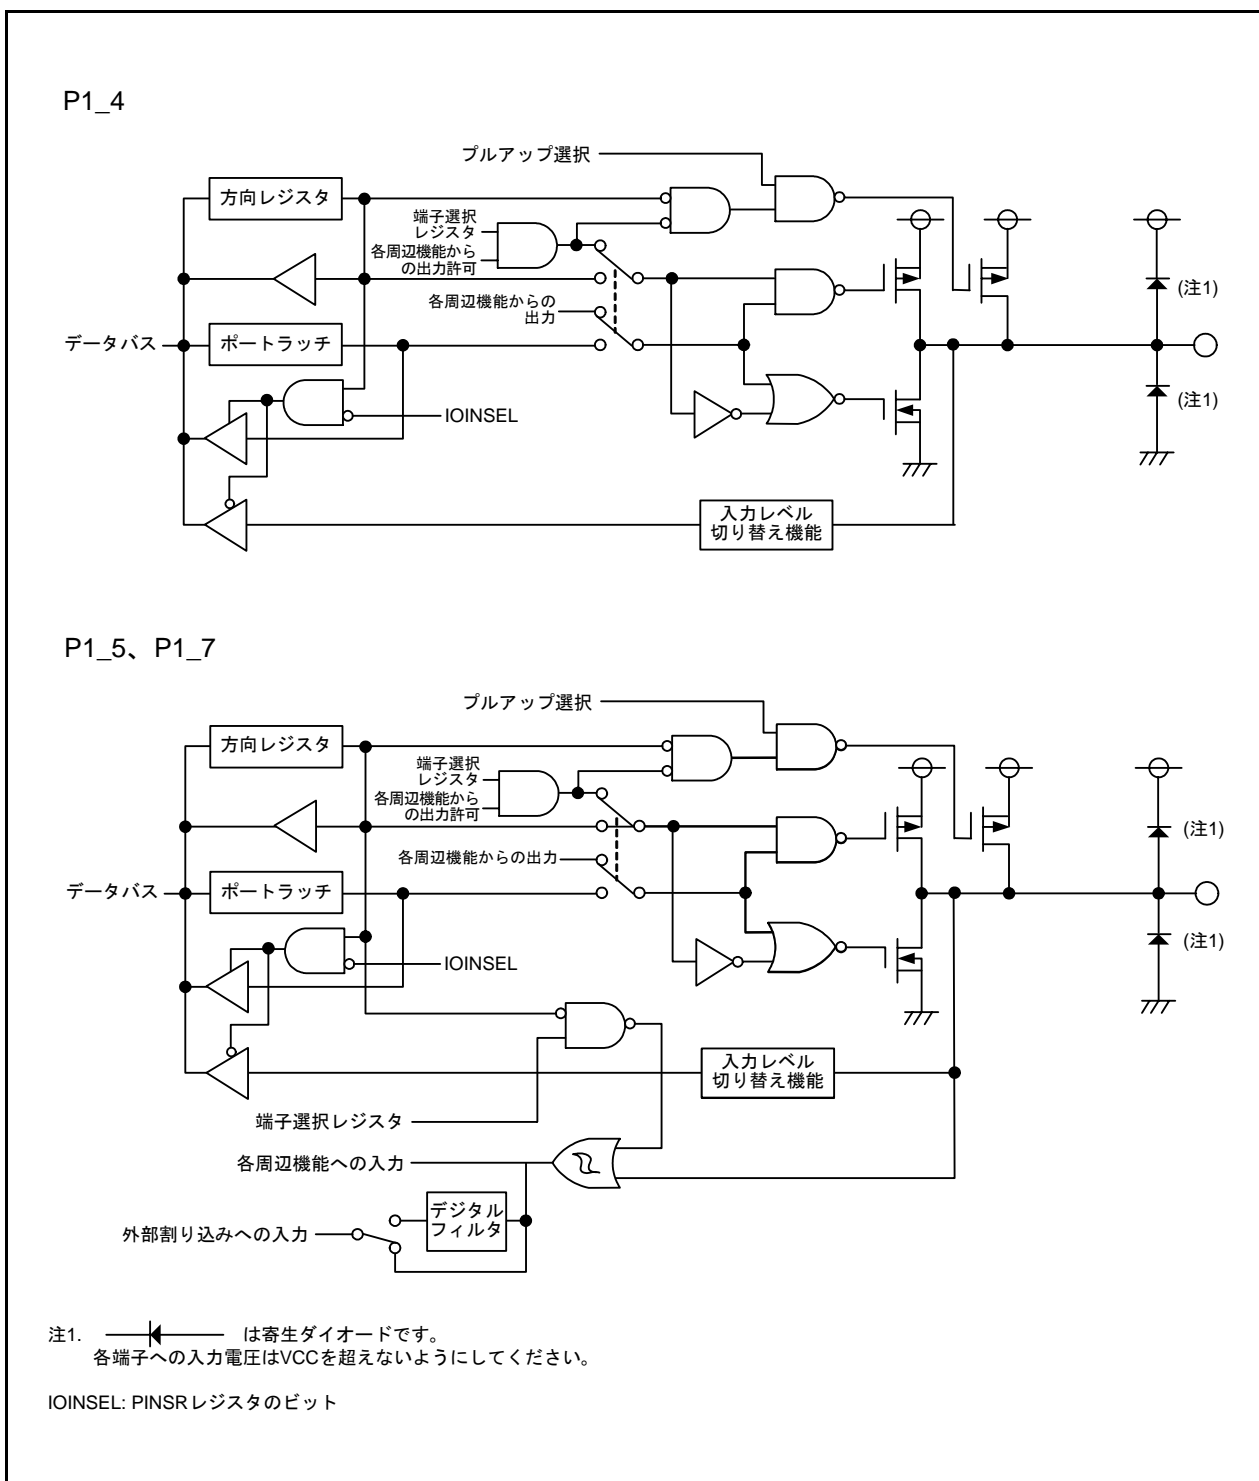 P1_4
プルアップ選択
方向レジスタ
端子選択
レジスタ
各周辺機能から
の出力許可
各周辺機能からの
出力
(注1)
データバス
ポートラッチ
(注1)
IOINSEL
入力レベル
切り替え機能
P1_5、P1_7
プルアップ選択
方向レジスタ
端子選択
レジスタ
各周辺機能から
の出力許可
(注1)
各周辺機能からの出力
データバス
ポートラッチ
(注1)
IOINSEL
入力レベル
切り替え機能
端子選択レジスタ
各周辺機能への入力
デジタル
フィルタ
外部割り込みへの入力
注1. は寄生ダイオードです。
各端子への入力電圧はVCCを超えないようにしてください。
IOINSEL: PINSRレジスタのビット